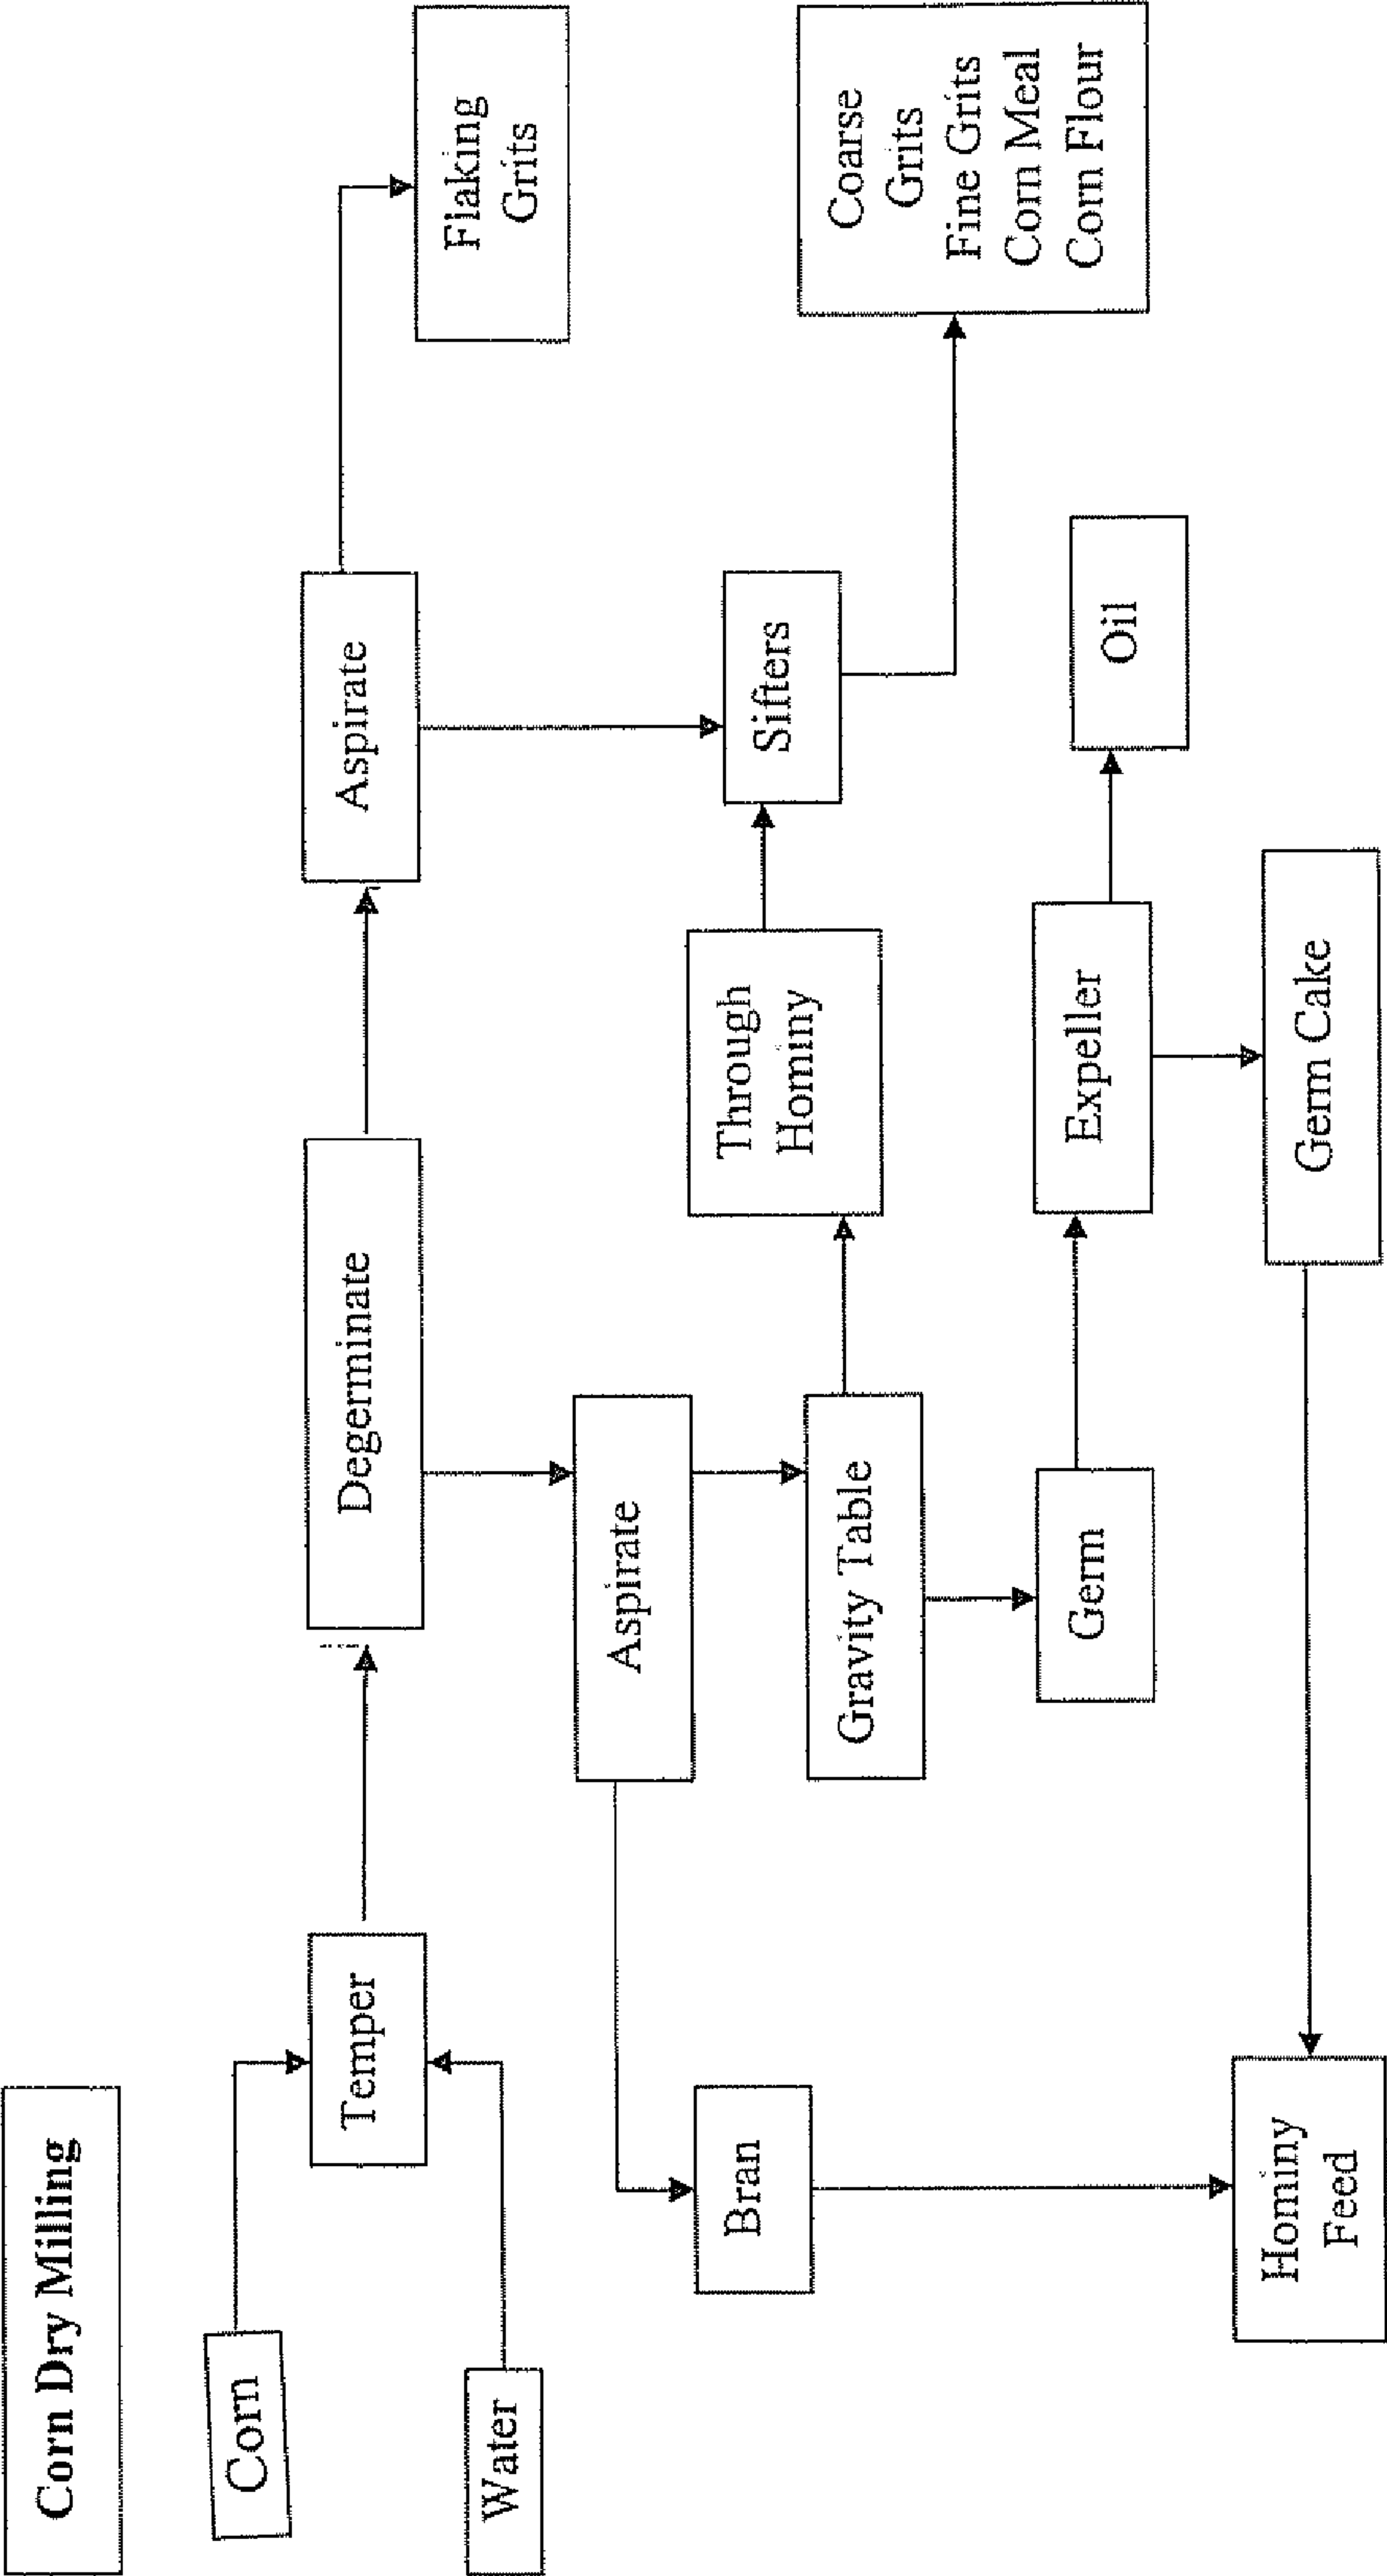 Corn Dry Milling
Corn
Water
Temper
Degerminate
Aspirate
Flaking
Grits
Aspirate
Bran
Gravity Table
Through
Hominy
Sifters
Coarse
Grits
Fine Grits
Corn Meal
Corn Flour
Germ
Expeller
Oil
Germ Cake
Hominy
Feed